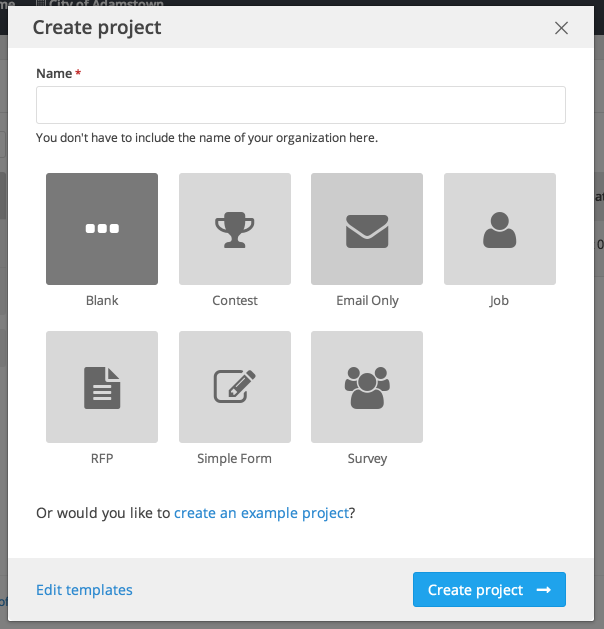 City of Adamstown
Create project
Name *
You don't have to include the name of your organization here.
Blank
Contest
Email Only
Job
RFP
Simple Form
Survey
Or would you like to create an example project?
Edit templates
Create project